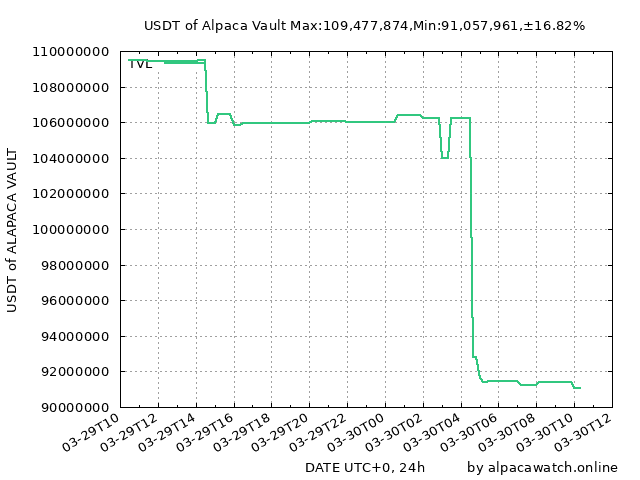 USDT of Alpaca Vault Max:109,477,874,Min:91,057,961,±16.82%
110000000
TVL
108000000
106000000
104000000
102000000
100000000
98000000
96000000
94000000
92000000
90000000
USDT of ALAPACA VAULT
03-29T10
03-29T12
03-29T14
03-29T16
03-29T18
03-29T20
03-29T22
03-30T00
03-30T02
03-30T04
03-30T06
03-30T08
03-30T10
03-30T12
DATE UTC+0, 24h by alpacawatch.online